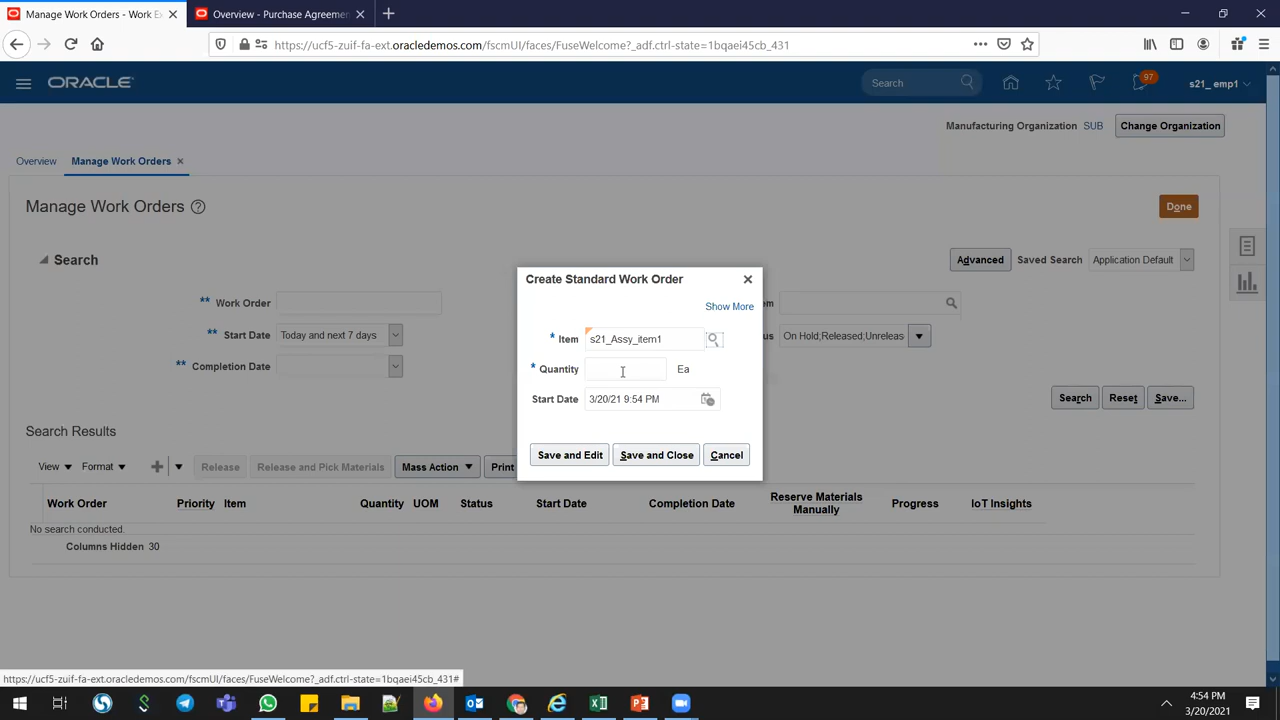 Manage Work Orders - Work Ex
Overview - Purchase Agreemen
https://ucf5-zuif-fa-ext.oracledemos.com/fscmUI/faces/FuseWelcome?_adf.ctrl-state=1bqaei45cb_431
ORACLE
Search
97
s21_ emp1
Manufacturing Organization SUB Change Organization
Overview Manage Work Orders
Manage Work Orders
Done
Search
Advanced Saved Search Application Default
** Work Order
** Start Date Today and next 7 days
On Hold;Released;Unreleas
** Completion Date
Search Reset Save...
Create Standard Work Order
Show More
* Item s21_Assy_item1
* Quantity Ea
Start Date 3/20/21 9:54 PM
Save and Edit Save and Close Cancel
Search Results
View Format Release Release and Pick Materials Mass Action Print
Work Order Priority Item Quantity UOM Status Start Date Completion Date Reserve Materials Manually Progress IoT Insights
No search conducted.
Columns Hidden 30
https://ucf5-zuif-fa-ext.oracledemos.com/fscmUI/faces/FuseWelcome?_adf.ctrl-state=1bqaei45cb_431#
4:54 PM
3/20/2021